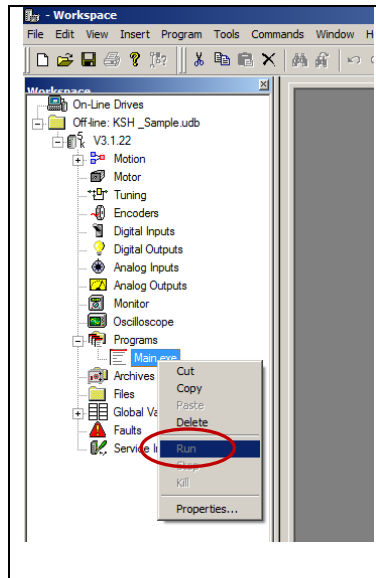 - Workspace
File Edit View Insert Program Tools Commands Window H
Workspace
On-Line Drives
Off-line: KSH _Sample.udb
V3.1.22
Motion
Motor
Tuning
Encoders
Digital Inputs
Digital Outputs
Analog Inputs
Analog Outputs
Monitor
Oscilloscope
Programs
Main.exe
Archives
Files
Global Va
Faults
Service I
Cut
Copy
Paste
Delete
Run
Stop
Kill
Properties...